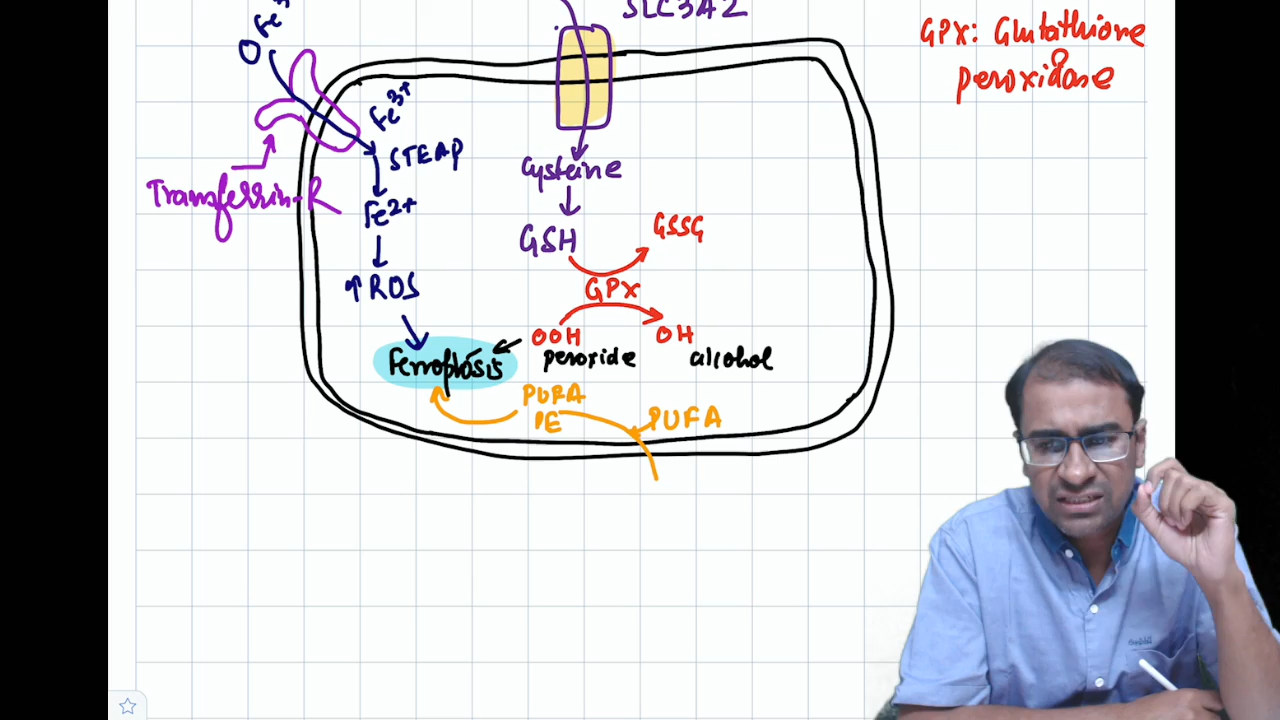 SLC3A2
GPX: Glutathione
peroxidase
Fe3+
STEAP
Transferrin-R
Fe2+
↑ROS
Ferroptosis
Cysteine
GSH
GSSG
GPX
OOH
OH
peroxide
alcohol
PUFA
PE
PUFA